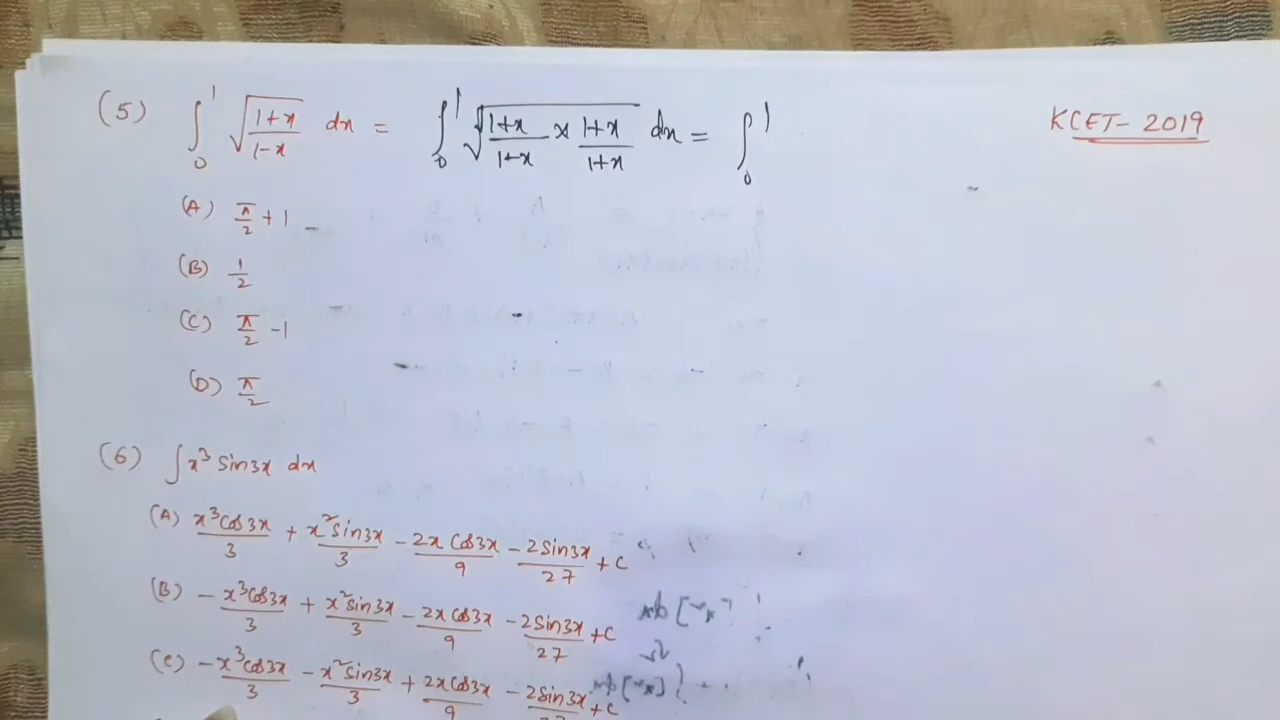 (5) ∫₀¹ √((1+x)/(1-x)) dx = ∫₀¹ √((1+x)/(1-x) × (1+x)/(1+x)) dx = ∫₀¹
KCET- 2019
(A) π/2 + 1
(B) 1/2
(C) π/2 - 1
(D) π/2
(6) ∫x³ sin3x dx
(A) x³cos3x/3 + x²sin3x/3 - 2x cos3x/9 - 2sin3x/27 + c
(B) - x³cos3x/3 + x²sin3x/3 - 2x cos3x/9 - 2sin3x/27 + c
(C) - x³cos3x/3 - x²sin3x/3 + 2x cos3x/9 - 2sin3x/27 + c